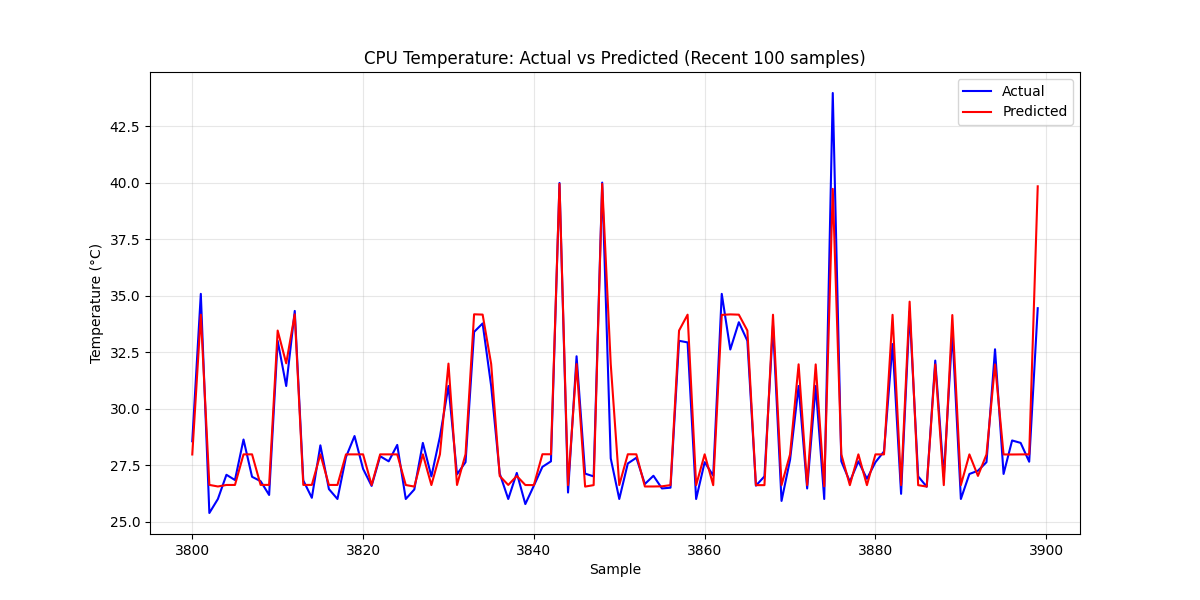 CPU Temperature: Actual vs Predicted (Recent 100 samples)
Actual
Predicted
42.5
40.0
37.5
35.0
32.5
30.0
27.5
25.0
Temperature (°C)
3800 3820 3840 3860 3880 3900
Sample